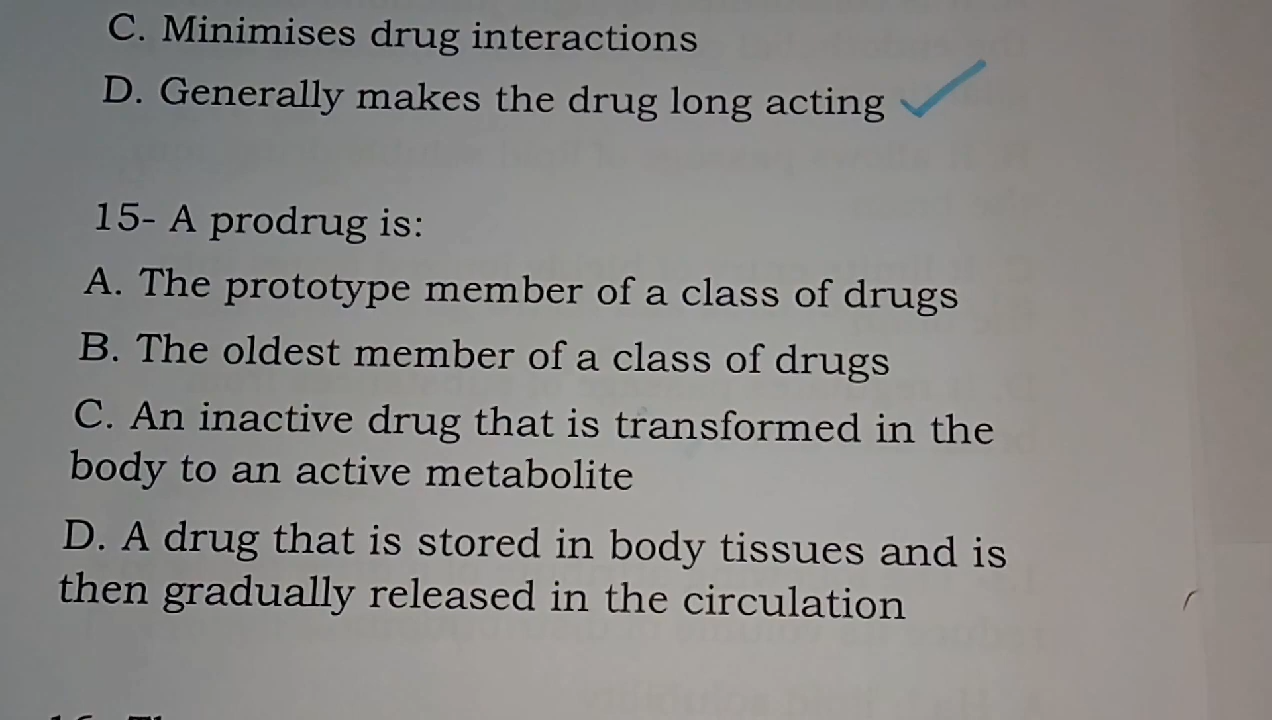 C. Minimises drug interactions
D. Generally makes the drug long acting
15- A prodrug is:
A. The prototype member of a class of drugs
B. The oldest member of a class of drugs
C. An inactive drug that is transformed in the
body to an active metabolite
D. A drug that is stored in body tissues and is
then gradually released in the circulation